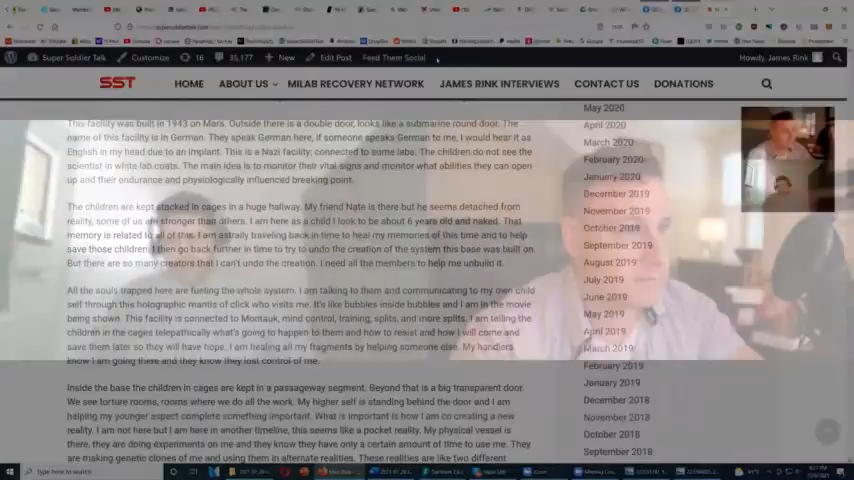 Super Soldier Talk
Customize
16
35,177
New
Edit Post
Feed Them Social
Howdy, James Rink
SST
HOME
ABOUT US
MILAB RECOVERY NETWORK
JAMES RINK INTERVIEWS
CONTACT US
DONATIONS
This facility was built in 1943 on Mars. Outside there is a double door, looks like a submarine round door. The
name of this facility is in German. They speak German here, if someone speaks German to me, I would hear it as
English in my head due to an implant. This is a Nazi facility; connected to some labs. The children do not see the
scientist in white lab coats. The main idea is to monitor their vital signs and monitor what abilities they can open
up and their endurance and physiologically influenced breaking point.
The children are kept stacked in cages in a huge hallway. My friend Nate is there but he seems detached from
reality, some of us are stronger than others. I am here as a child I look to be about 6 years old and naked. That
memory is related to all of this. I am astrally traveling back in time to heal my memories of this time and to help
save those children. I then go back further in time to try to undo the creation of the system this base was built on.
But there are so many creators that I can't undo the creation. I need all the members to help me unbuild it.
All the souls trapped here are fueling the whole system. I am talking to them and communicating to my own child
self through this holographic mantis of click who visits me. It's like bubbles inside bubbles and I am in the movie
being shown. This facility is connected to Montauk, mind control, training, splits, and more splits. I am telling the
children in the cages telepathically what's going to happen to them and how to resist and how I will come and
save them later so they will have hope. I am healing all my fragments by helping someone else. My handlers
know I am going there and they know they lost control of me.
Inside the base the children in cages are kept in a passageway segment. Beyond that is a big transparent door.
We see torture rooms, rooms where we do all the work. My higher self is standing behind the door and I am
helping my younger aspect complete something important. What is important is how I am co creating a new
reality. I am not here but I am here in another timeline, this seems like a pocket reality. My physical vessel is
there, they are doing experiments on me and they know they have only a certain amount of time to use me. They
are making genetic clones of me and using them in alternate realities. These realities are like two different
May 2020
April 2020
March 2020
February 2020
January 2020
December 2019
November 2019
October 2019
September 2019
August 2019
July 2019
June 2019
May 2019
April 2019
March 2019
February 2019
January 2019
December 2018
November 2018
October 2018
September 2018
Type here to search